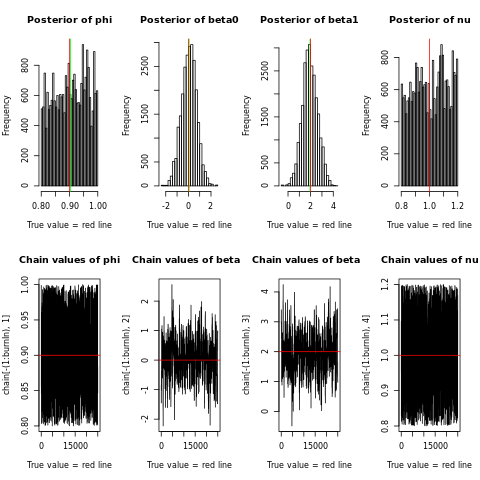 Posterior of phi
Posterior of beta0
Posterior of beta1
Posterior of nu
Frequency
0 200 400 600 800
0.80 0.90 1.00
True value = red line
Frequency
0 500 1500 2500
-2 0 2
True value = red line
Frequency
0 500 1500 2500
0 2 4
True value = red line
Frequency
0 200 400 600 800
0.8 1.0 1.2
True value = red line
Chain values of phi
Chain values of beta
Chain values of beta
Chain values of nu
chain[-(1:burnIn), 1]
0.80 0.85 0.90 0.95 1.00
0 15000
True value = red line
chain[-(1:burnIn), 2]
-2 -1 0 1 2
0 15000
True value = red line
chain[-(1:burnIn), 3]
0 1 2 3 4
0 15000
True value = red line
chain[-(1:burnIn), 4]
0.8 0.9 1.0 1.1 1.2
0 15000
True value = red line